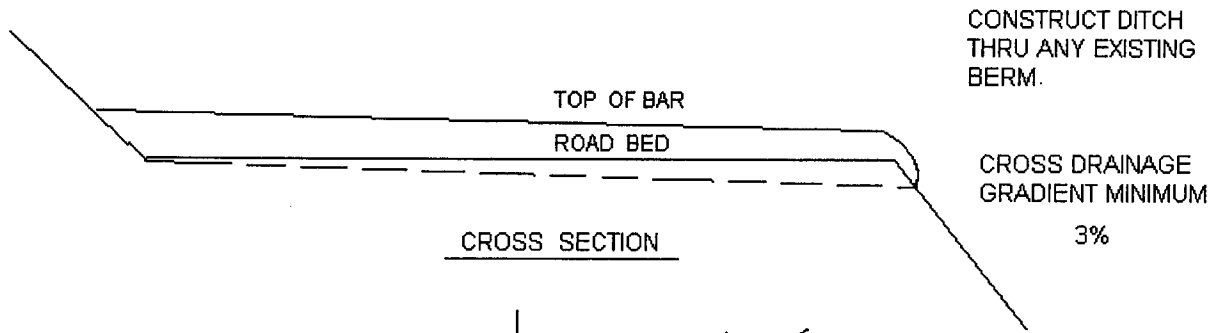 CONSTRUCT DITCH
THRU ANY EXISTING
BERM.
TOP OF BAR
ROAD BED
CROSS DRAINAGE
GRADIENT MINIMUM
3%
CROSS SECTION